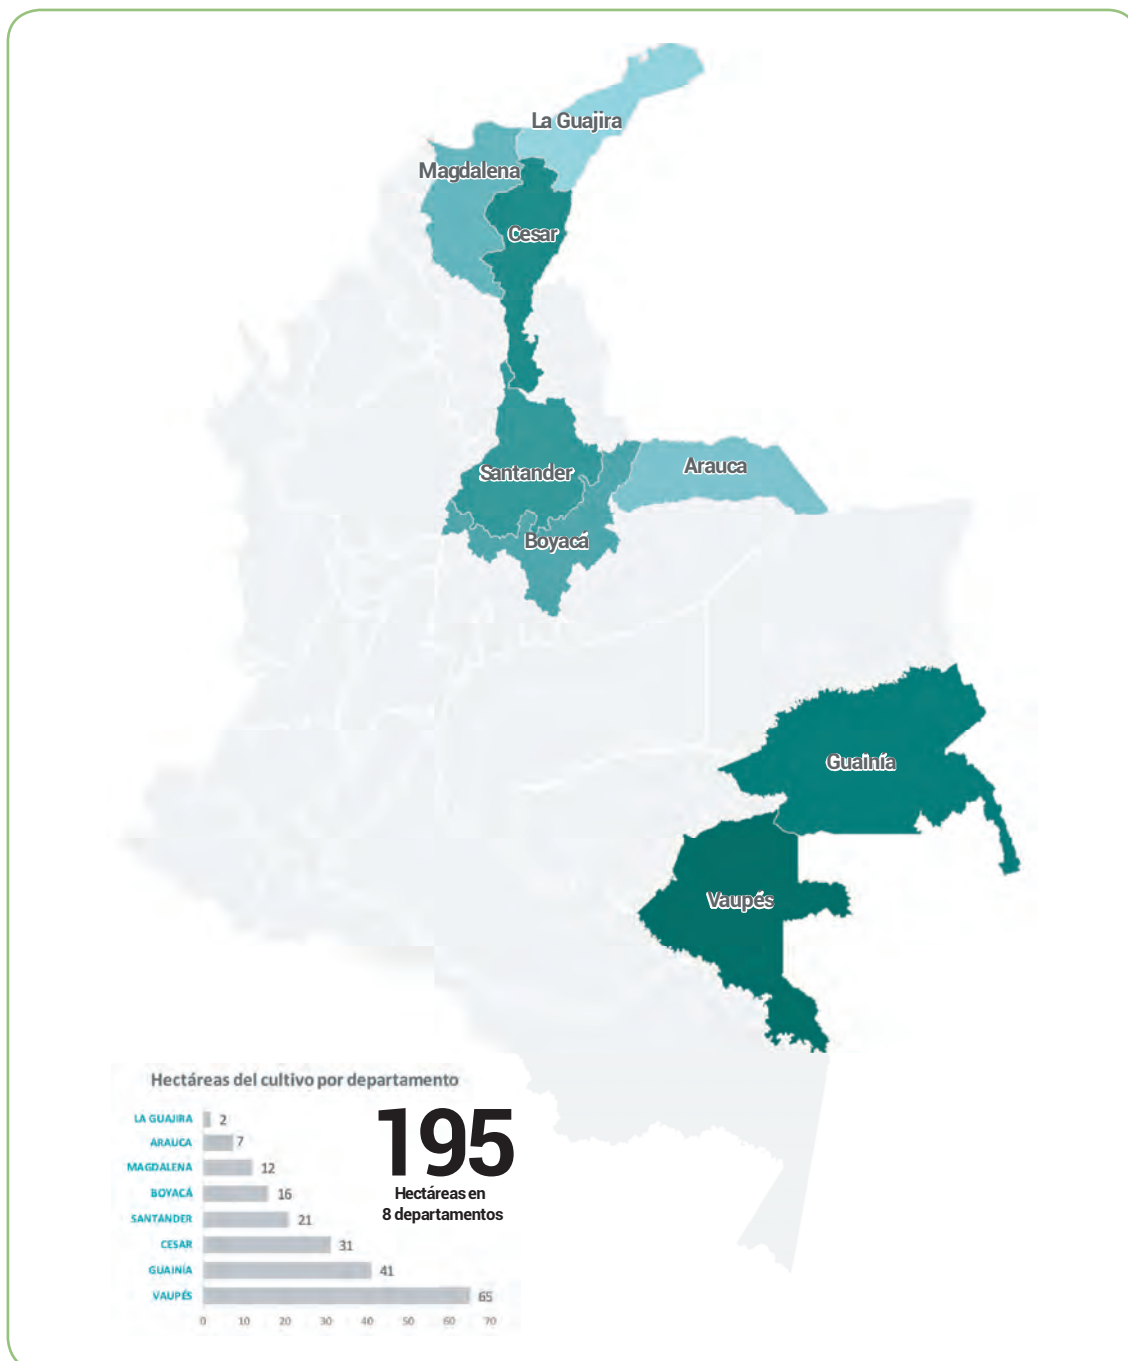 La Guajira
Magdalena
Cesar
Santander
Arauca
Boyacá
Guainía
Vaupés
Hectáreas del cultivo por departamento
195
Hectáreas en
8 departamentos
LA GUAJIRA 2
ARAUCA 7
MAGDALENA 12
BOYACÁ 16
SANTANDER 21
CESAR 31
GUAINÍA 41
VAUPÉS 65
0 10 20 30 40 50 60 70